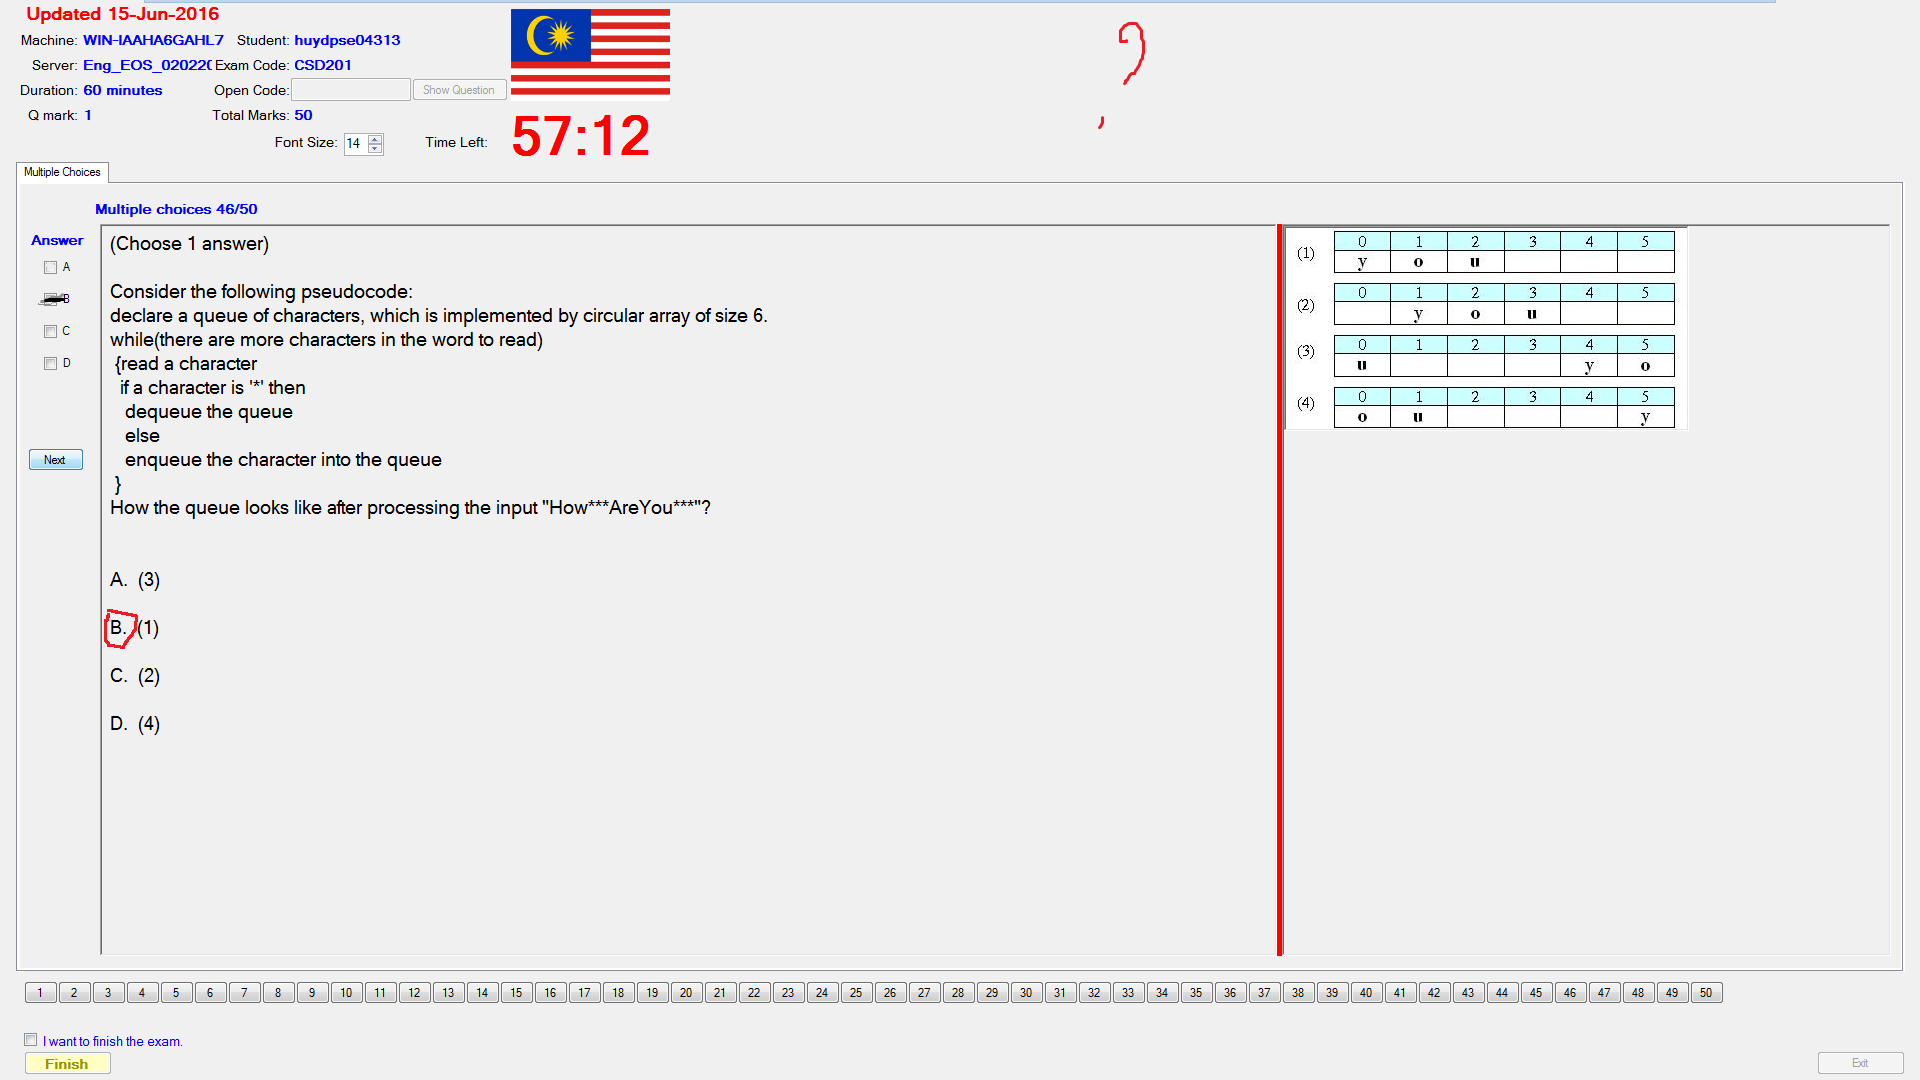 Updated 15-Jun-2016
Machine: WIN-IAAHA6GAHL7 Student: huydpse04313
Server: Eng_EOS_020220 Exam Code: CSD201
Duration: 60 minutes Open Code: Show Question
Q mark: 1 Total Marks: 50
Font Size: 14 Time Left: 57:12
Multiple Choices
Multiple choices 46/50
Answer
A
B
C
D
Next
(Choose 1 answer)
Consider the following pseudocode:
declare a queue of characters, which is implemented by circular array of size 6.
while(there are more characters in the word to read)
{read a character
if a character is '*' then
dequeue the queue
else
enqueue the character into the queue
}
How the queue looks like after processing the input "How***AreYou***"?
A. (3)
B. (1)
C. (2)
D. (4)
(1) 0 1 2 3 4 5
y o u
(2) 0 1 2 3 4 5
y o u
(3) 0 1 2 3 4 5
u y o
(4) 0 1 2 3 4 5
o u y
1 2 3 4 5 6 7 8 9 10 11 12 13 14 15 16 17 18 19 20 21 22 23 24 25 26 27 28 29 30 31 32 33 34 35 36 37 38 39 40 41 42 43 44 45 46 47 48 49 50
I want to finish the exam.
Finish Exit